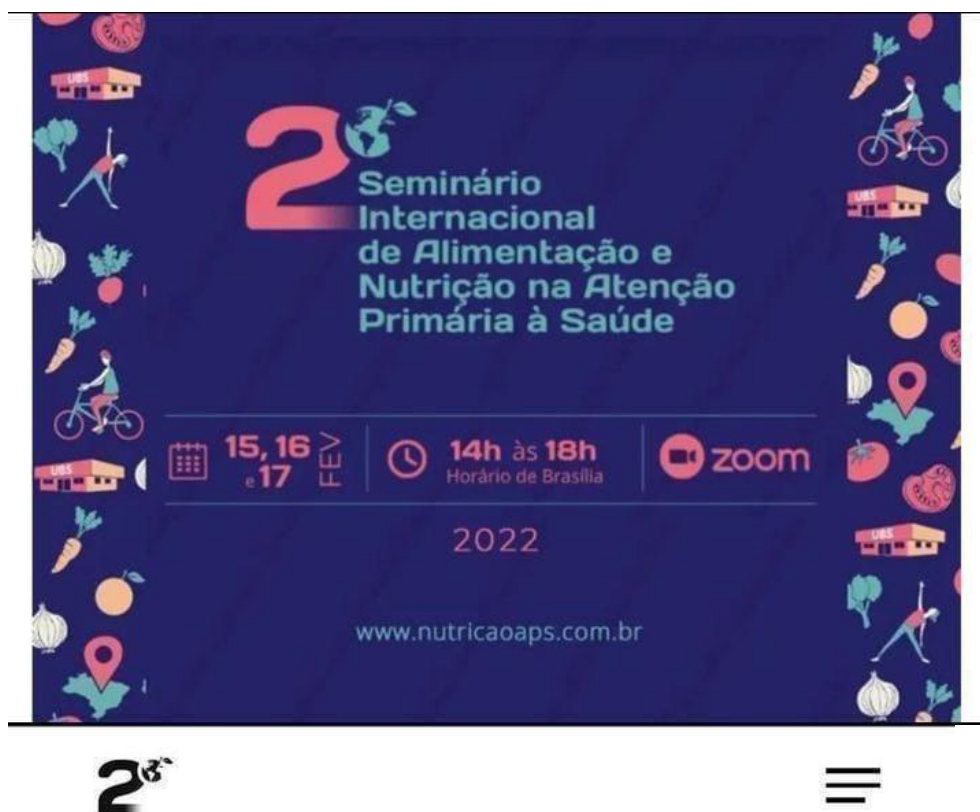 UBS
2º
Seminário
Internacional
de Alimentação e
Nutrição na Atenção
Primária à Saúde
UBS
15, 16
e 17
FEV
14h às 18h
Horário de Brasília
zoom
UBS
2022
UBS
www.nutricaoaps.com.br
2